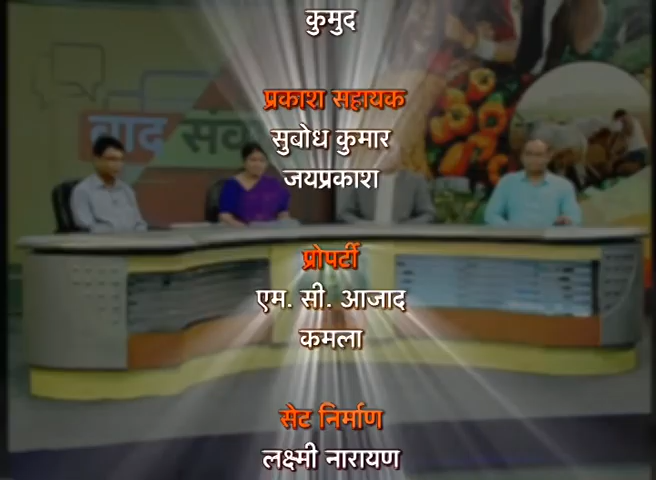 कुमुद
प्रकाश सहायक
सुबोध कुमार
जयप्रकाश
वाद
प्रोपर्टी
एम. सी. आजाद
कमला
सेट निर्माण
लक्ष्मी नारायण